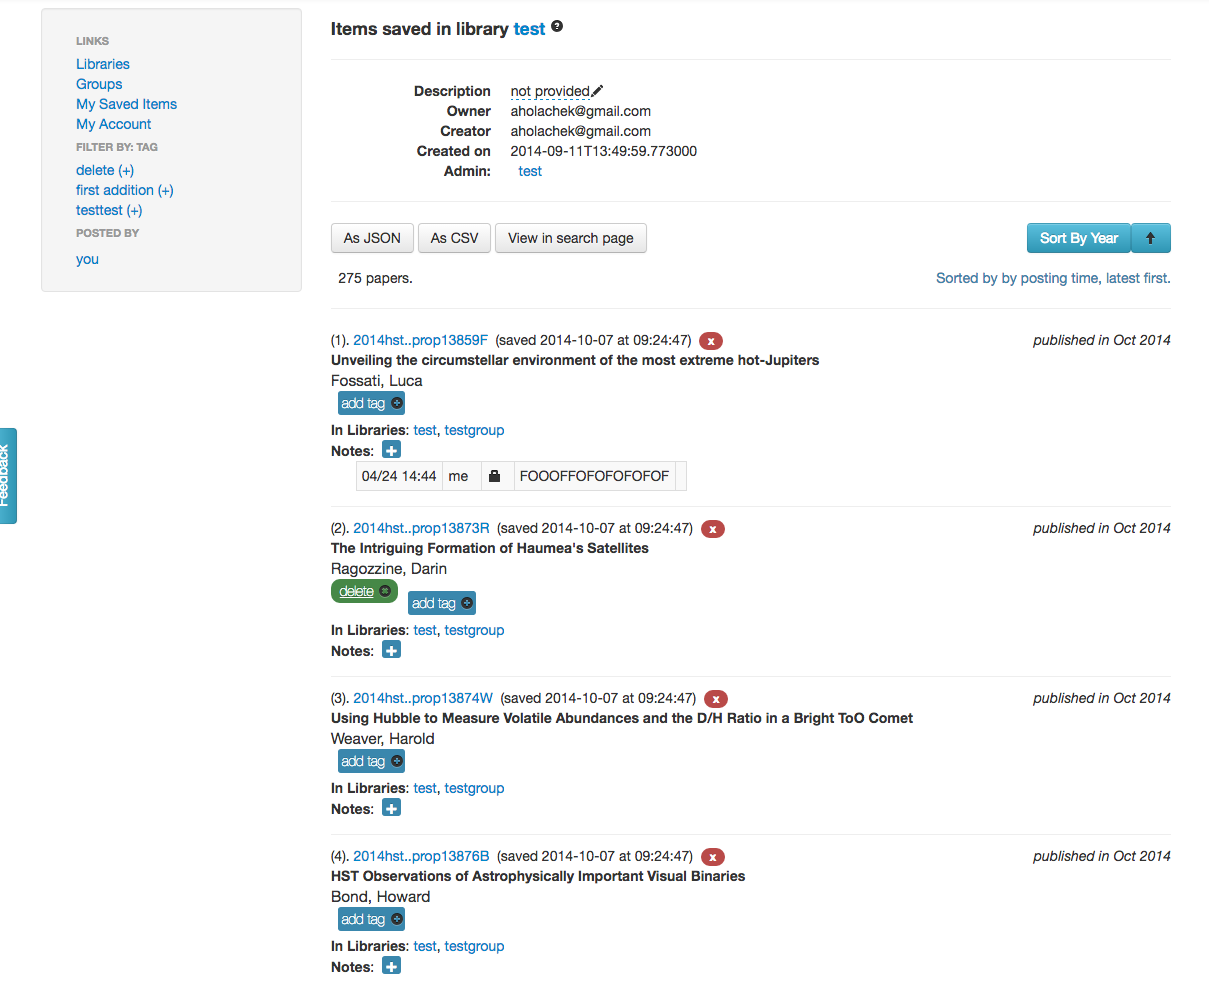 LINKS
Libraries
Groups
My Saved Items
My Account
FILTER BY: TAG
delete (+)
first addition (+)
testtest (+)
POSTED BY
you
Feedback
Items saved in library test ?
Description not provided
Owner aholachek@gmail.com
Creator aholachek@gmail.com
Created on 2014-09-11T13:49:59.773000
Admin: test
As JSON As CSV View in search page Sort By Year
275 papers. Sorted by by posting time, latest first.
(1). 2014hst..prop13859F (saved 2014-10-07 at 09:24:47) x published in Oct 2014
Unveiling the circumstellar environment of the most extreme hot-Jupiters
Fossati, Luca
add tag
In Libraries: test, testgroup
Notes: +
04/24 14:44 me FOOOFFOFOFOFOFOF
(2). 2014hst..prop13873R (saved 2014-10-07 at 09:24:47) x published in Oct 2014
The Intriguing Formation of Haumea's Satellites
Ragozzine, Darin
delete add tag
In Libraries: test, testgroup
Notes: +
(3). 2014hst..prop13874W (saved 2014-10-07 at 09:24:47) x published in Oct 2014
Using Hubble to Measure Volatile Abundances and the D/H Ratio in a Bright ToO Comet
Weaver, Harold
add tag
In Libraries: test, testgroup
Notes: +
(4). 2014hst..prop13876B (saved 2014-10-07 at 09:24:47) x published in Oct 2014
HST Observations of Astrophysically Important Visual Binaries
Bond, Howard
add tag
In Libraries: test, testgroup
Notes: +